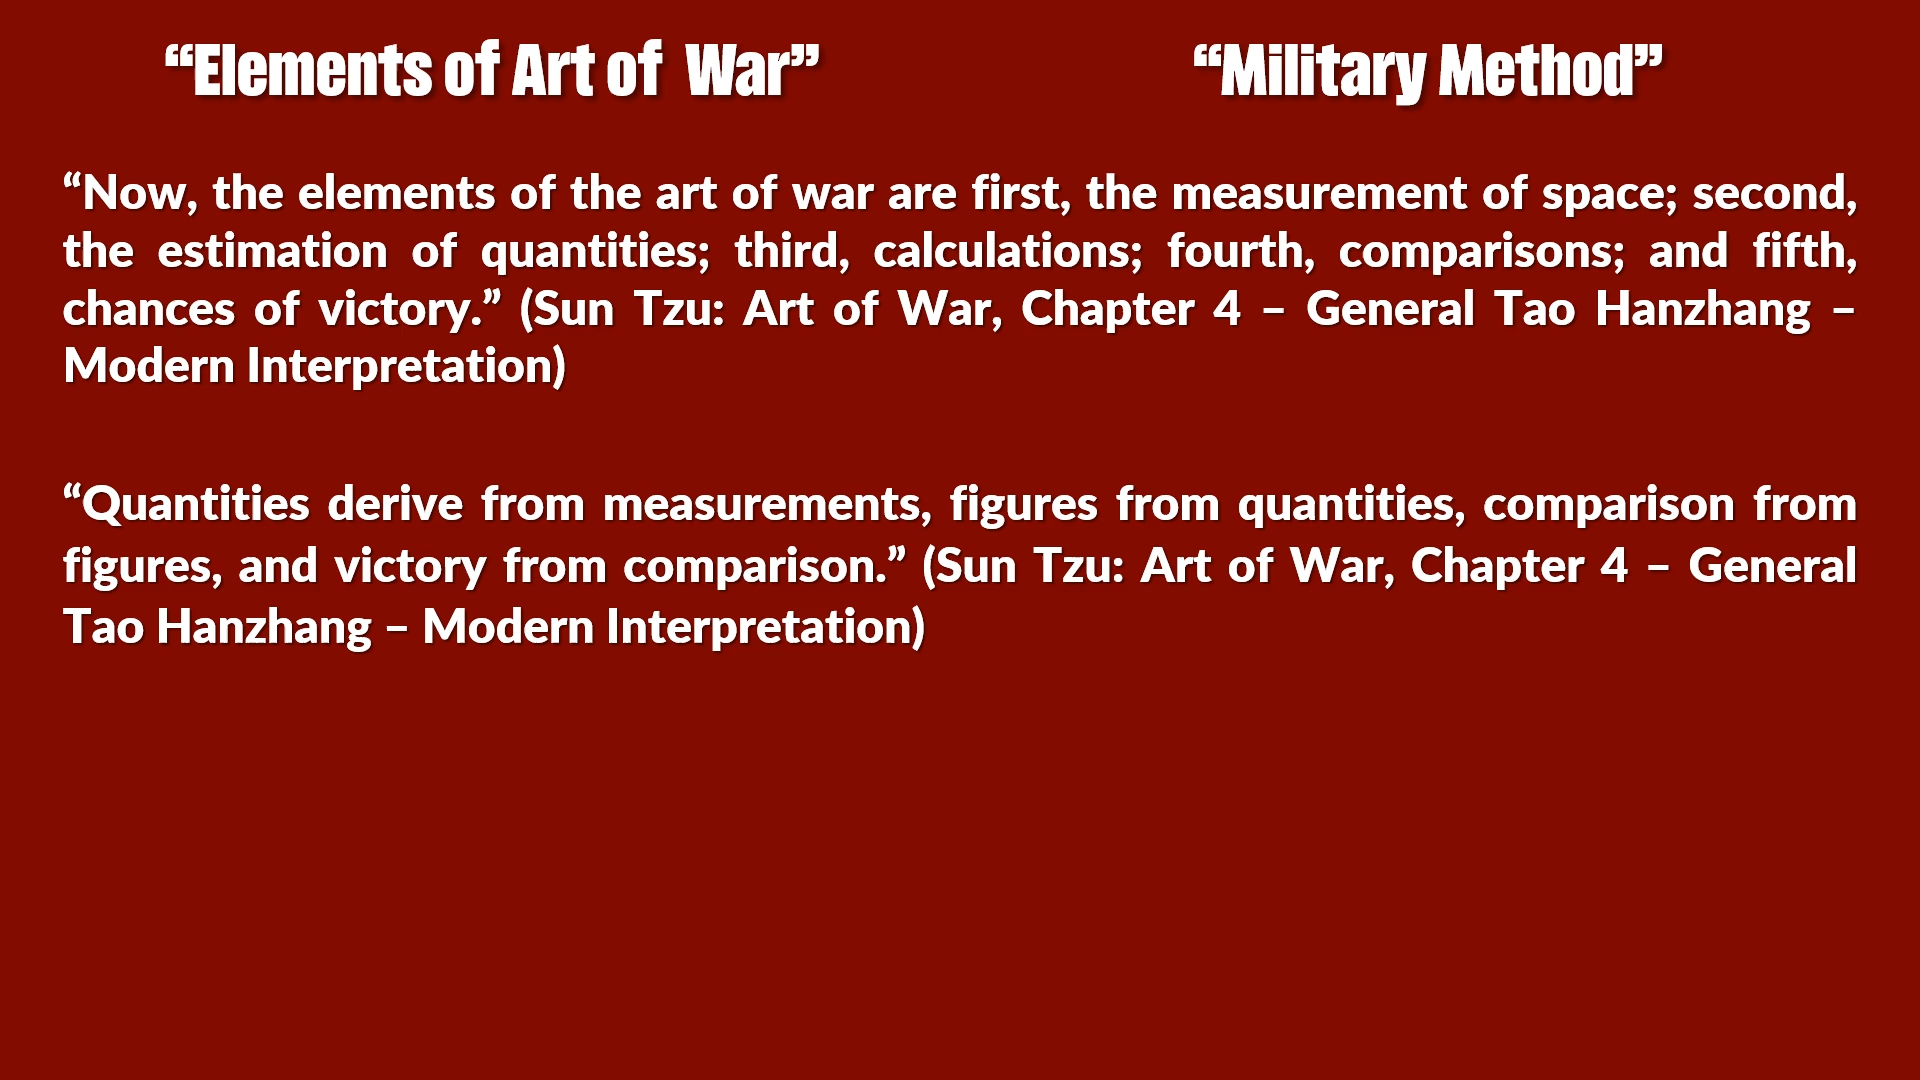 “Elements of Art of  War”
“Military Method”
“Now, the elements of the art of war are first, the measurement of space; second,
the estimation of quantities; third, calculations; fourth, comparisons; and fifth,
chances of victory.” (Sun Tzu: Art of War, Chapter 4 – General Tao Hanzhang –
Modern Interpretation)
“Quantities derive from measurements, figures from quantities, comparison from
figures, and victory from comparison.” (Sun Tzu: Art of War, Chapter 4 – General
Tao Hanzhang – Modern Interpretation)